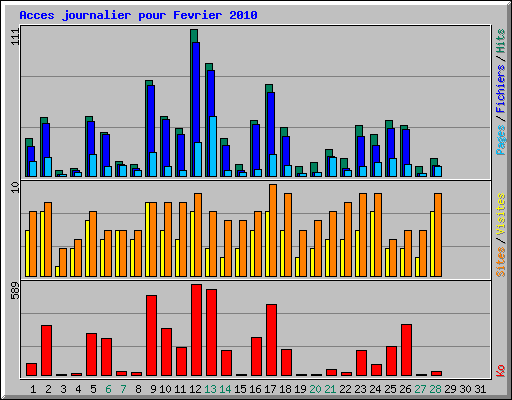 Acces journalier pour Fevrier 2010
111
10
589
Pages / Fichiers / Hits
Sites / Visites
Ko
1 2 3 4 5 6 7 8 9 10 11 12 13 14 15 16 17 18 19 20 21 22 23 24 25 26 27 28 29 30 31